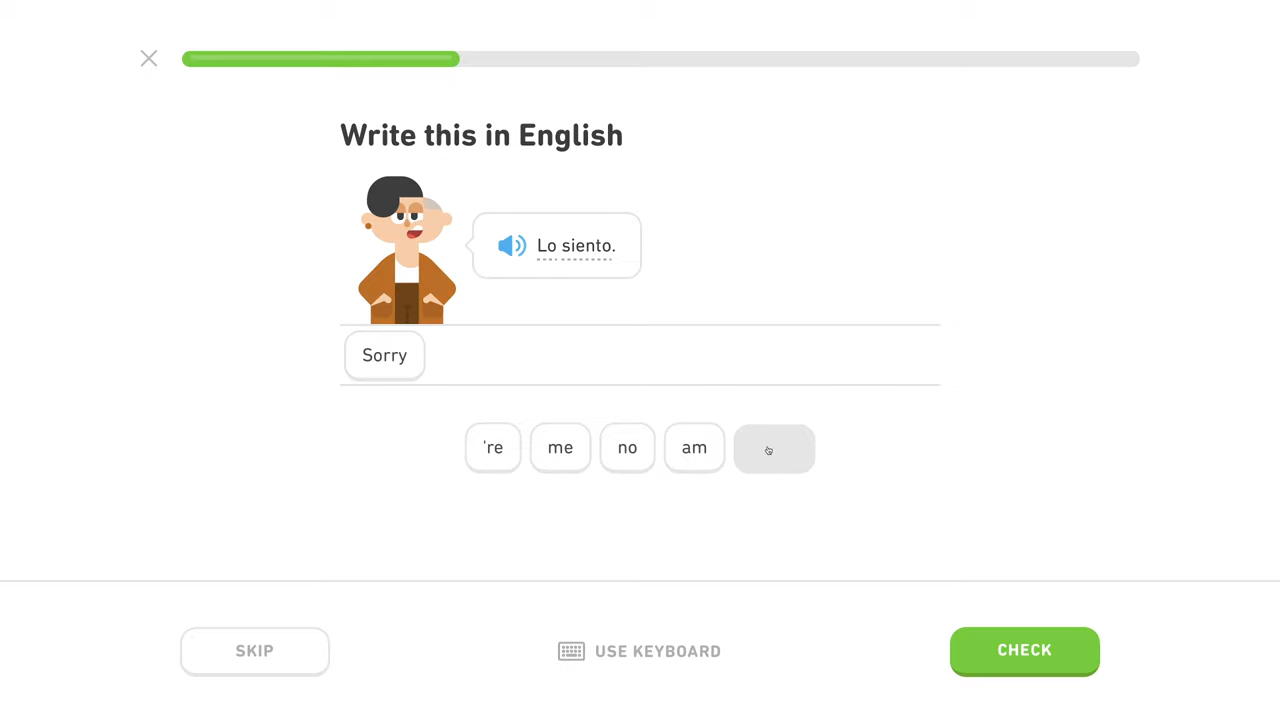 Write this in English
Lo siento.
Sorry
're me no am
SKIP
USE KEYBOARD
CHECK